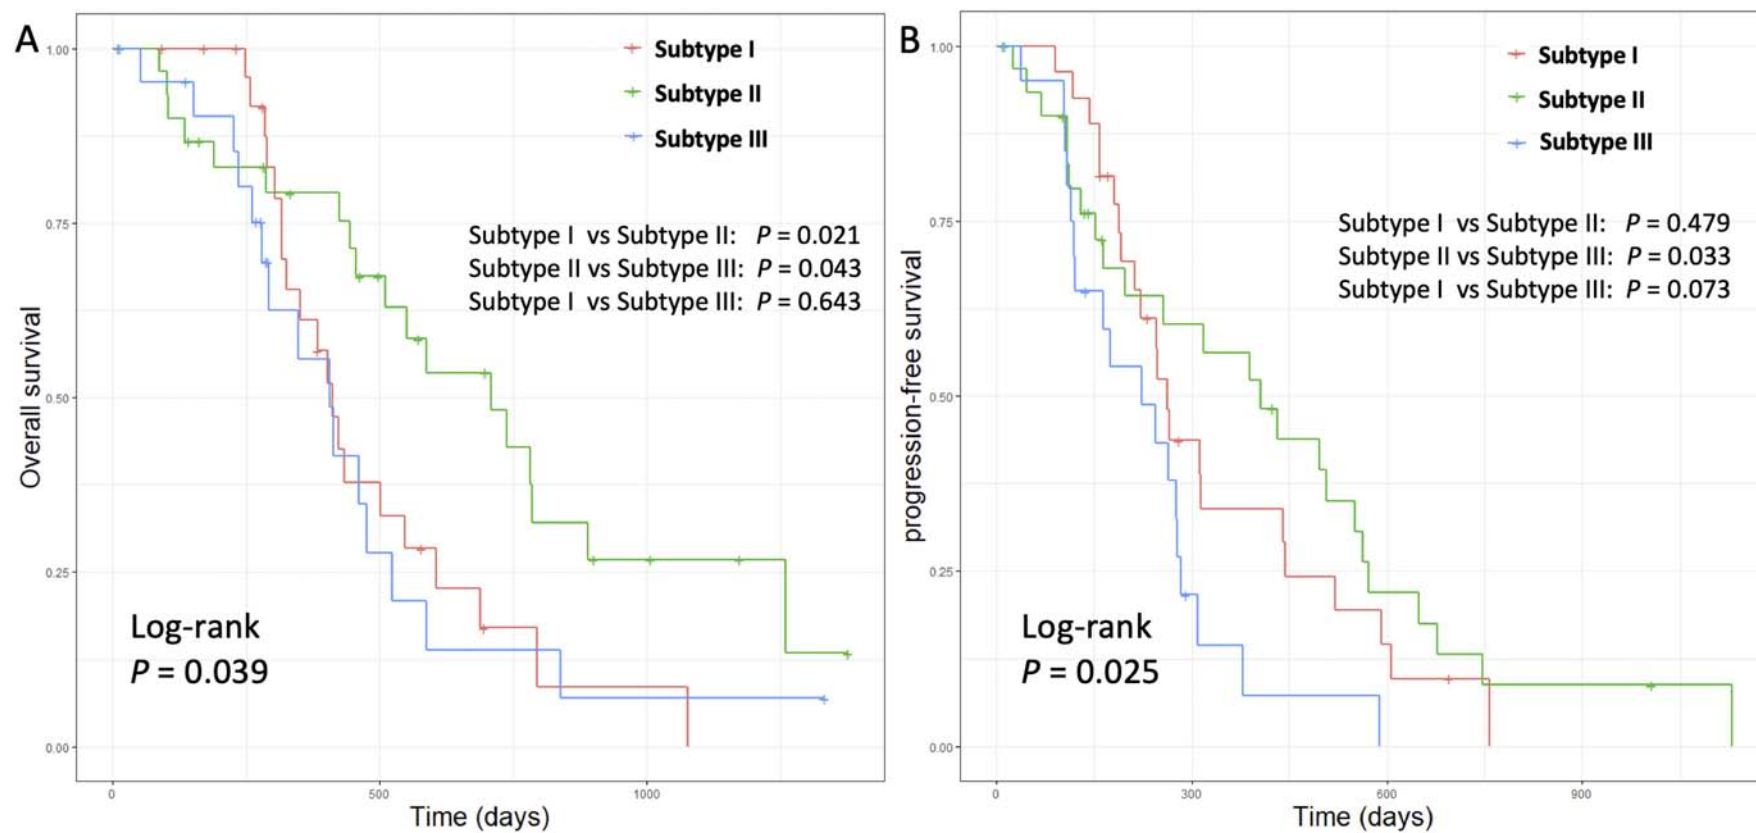 A
Subtype I
Subtype II
Subtype III
Subtype I vs Subtype II: P = 0.021
Subtype II vs Subtype III: P = 0.043
Subtype I vs Subtype III: P = 0.643
Log-rank
P = 0.039
Overall survival
1.00
0.75
0.50
0.25
0.00
0
500
1000
Time (days)
B
Subtype I
Subtype II
Subtype III
Subtype I vs Subtype II: P = 0.479
Subtype II vs Subtype III: P = 0.033
Subtype I vs Subtype III: P = 0.073
Log-rank
P = 0.025
progression-free survival
1.00
0.75
0.50
0.25
0.00
0
300
600
900
Time (days)